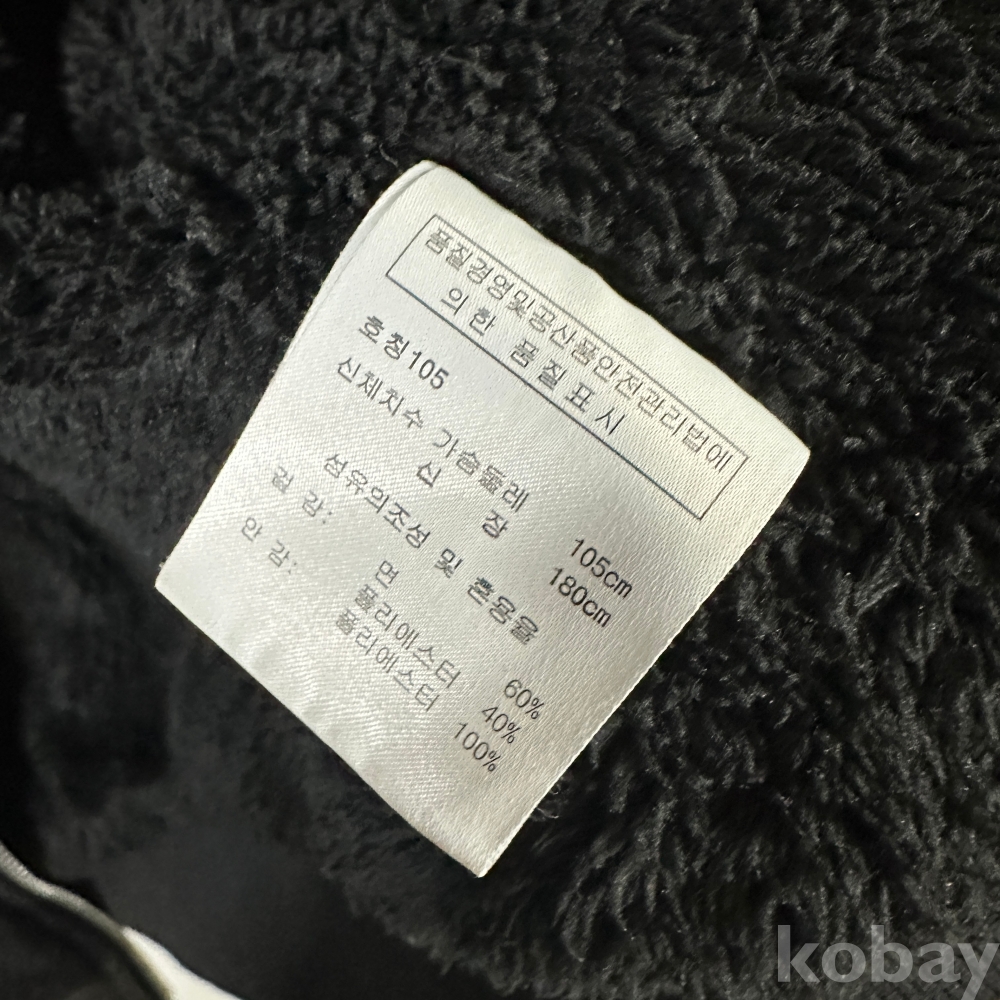 품질경영및공산품안전관리법에
의한 품질표시
호칭105
신체치수 가슴둘레 105cm
신 장 180cm
섬유의조성 및 혼용율
겉 감: 면 60%
폴리에스터 40%
안 감: 폴리에스터 100%
kobay